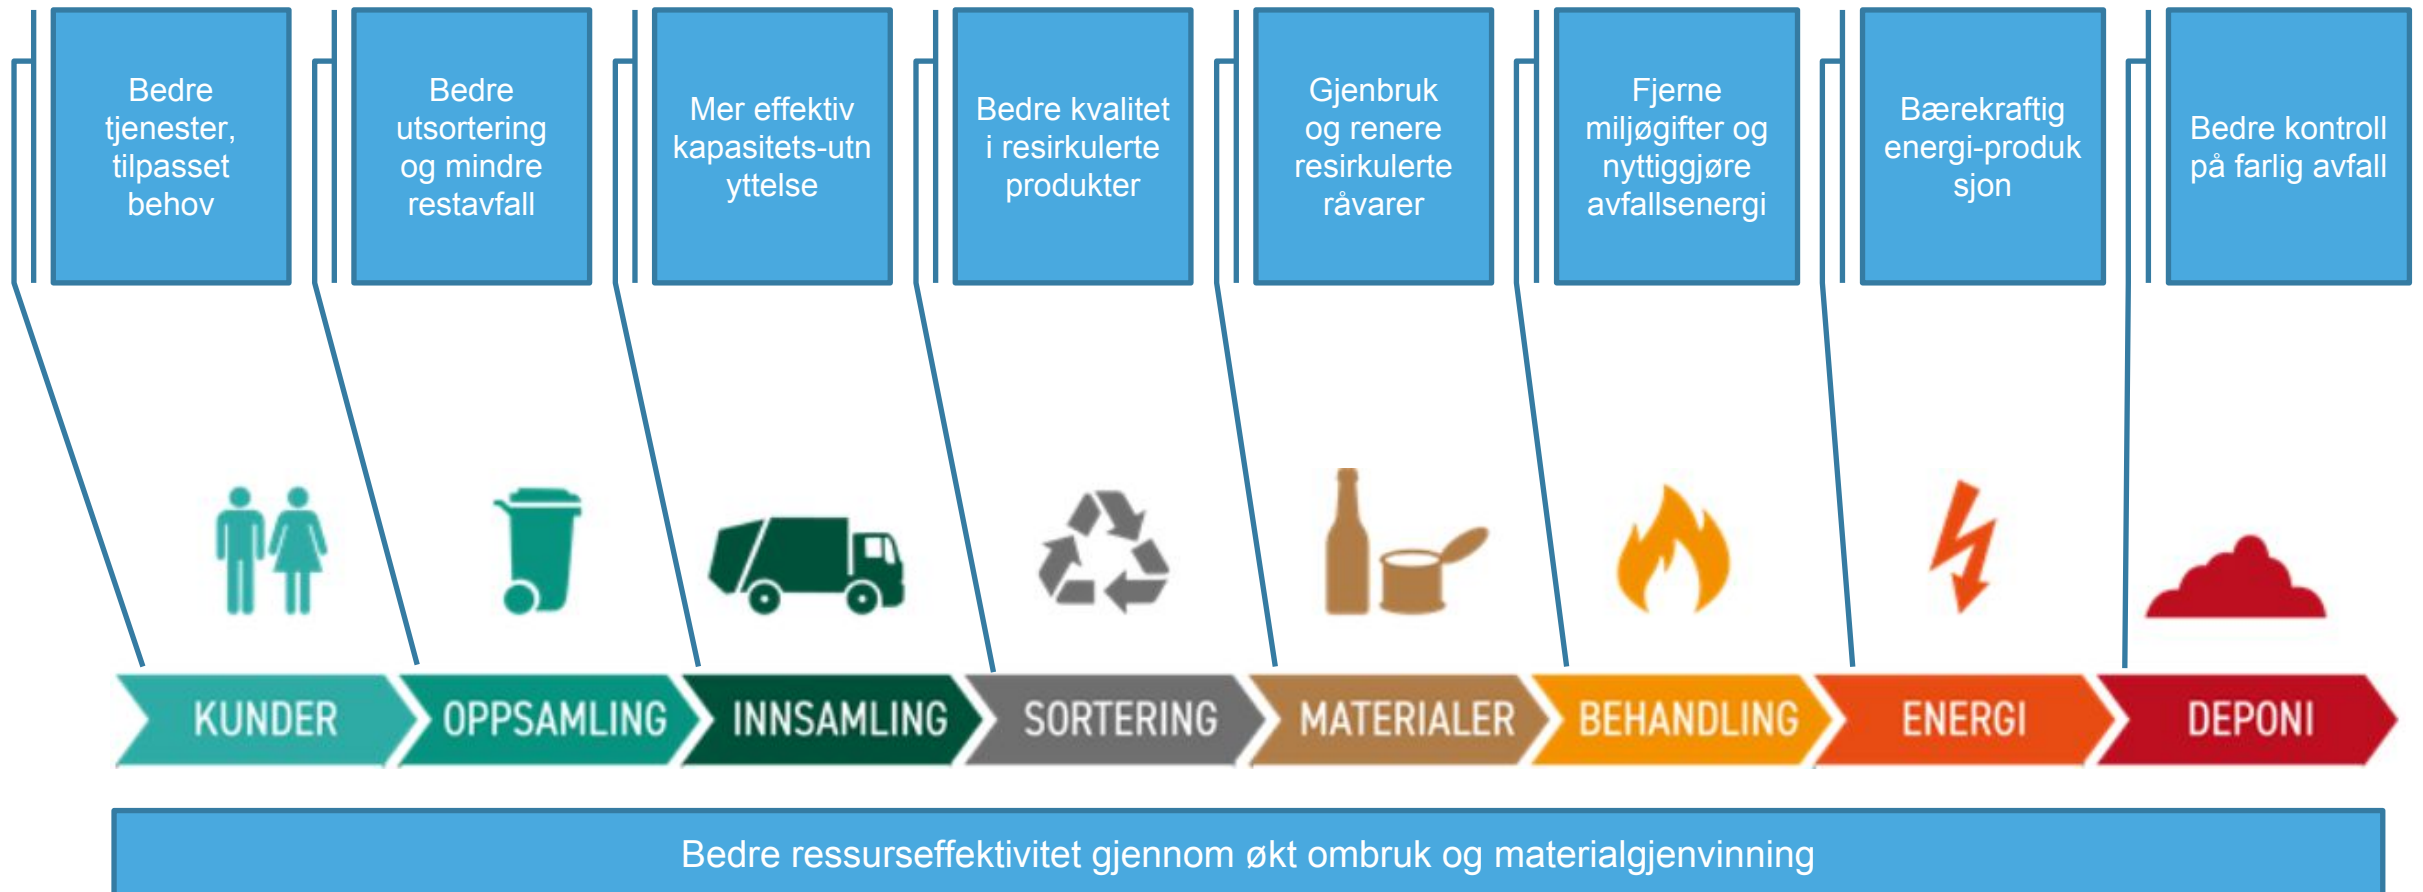 Bedre
tjenester,
tilpasset
behov
Bedre
utsortering
og mindre
restavfall
Mer effektiv
kapasitets-utn
yttelse
Bedre kvalitet
i resirkulerte
produkter
Gjenbruk
og renere
resirkulerte
råvarer
Fjerne
miljøgifter og
nyttiggjøre
avfallsenergi
Bærekraftig
energi-produk
sjon
Bedre kontroll
på farlig avfall
KUNDER
OPPSAMLING
INNSAMLING
SORTERING
MATERIALER
BEHANDLING
ENERGI
DEPONI
Bedre ressurseffektivitet gjennom økt ombruk og materialgjenvinning